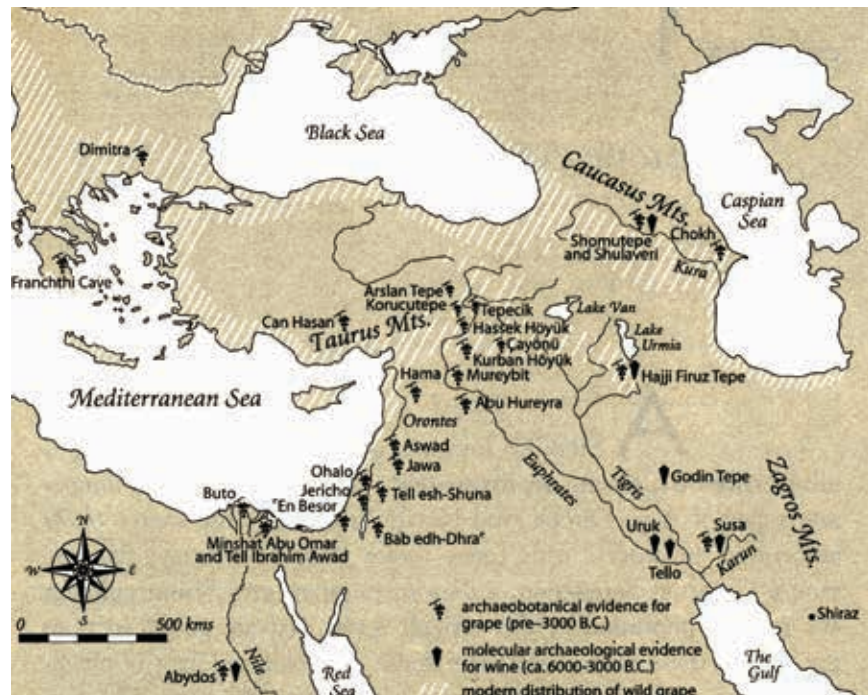 Black Sea
Dimitra
Caucasus Mts.
Caspian
Sea
Shomutepe
and Shulaveri
Chokh
Kura
Franchthi Cave
Arslan Tepe
Korucutepe
Tepecik
Lake Van
Can Hasan
Taurus Mts.
Hassek Höyük
Çayönü
Lake
Urmia
Kurban Höyük
Hama
Mureybit
Hajji Firuz Tepe
Mediterranean Sea
Abu Hureyra
Orontes
Aswad
Jawa
Euphrates
Tigris
Godin Tepe
Zagros Mts.
Ohalo
Jericho
Tell esh-Shuna
Buto
'En Besor
Bab edh-Dhra'
Minshat Abu Omar
and Tell Ibrahim Awad
Uruk
Susa
Karun
Tello
N
W
E
S
0
500 kms
Shiraz
Nile
Abydos
Red
Sea
The
Gulf
archaeobotanical evidence for
grape (pre–3000 B.C.)
molecular archaeological evidence
for wine (ca. 6000-3000 B.C.)
modern distribution of wild grape